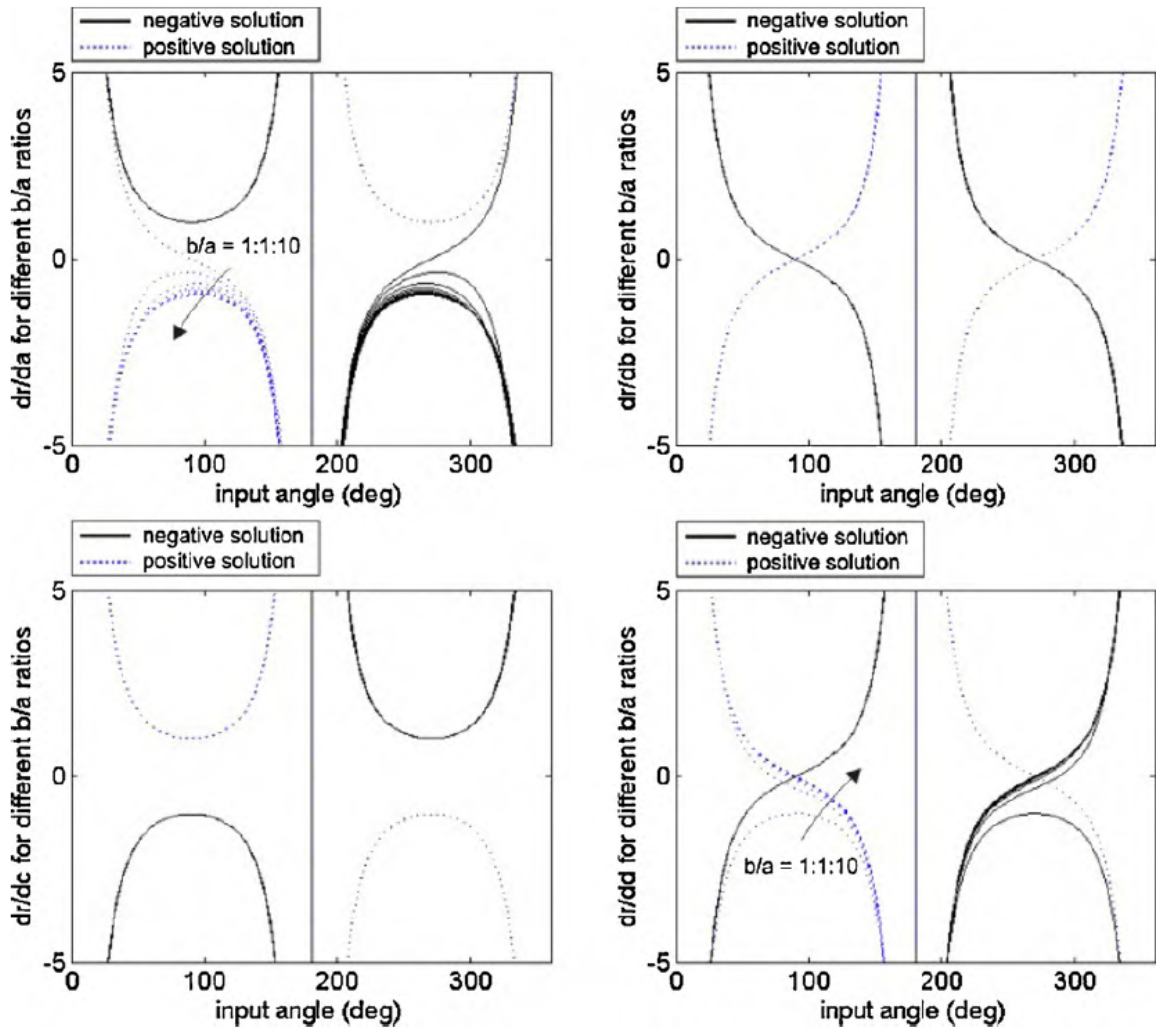 negative solution
positive solution
dr/da for different b/a ratios
5
0
-5
b/a = 1:1:10
0 100 200 300
input angle (deg)
negative solution
positive solution
dr/db for different b/a ratios
5
0
-5
0 100 200 300
input angle (deg)
negative solution
positive solution
dr/dc for different b/a ratios
5
0
-5
0 100 200 300
input angle (deg)
negative solution
positive solution
dr/dd for different b/a ratios
5
0
-5
b/a = 1:1:10
0 100 200 300
input angle (deg)